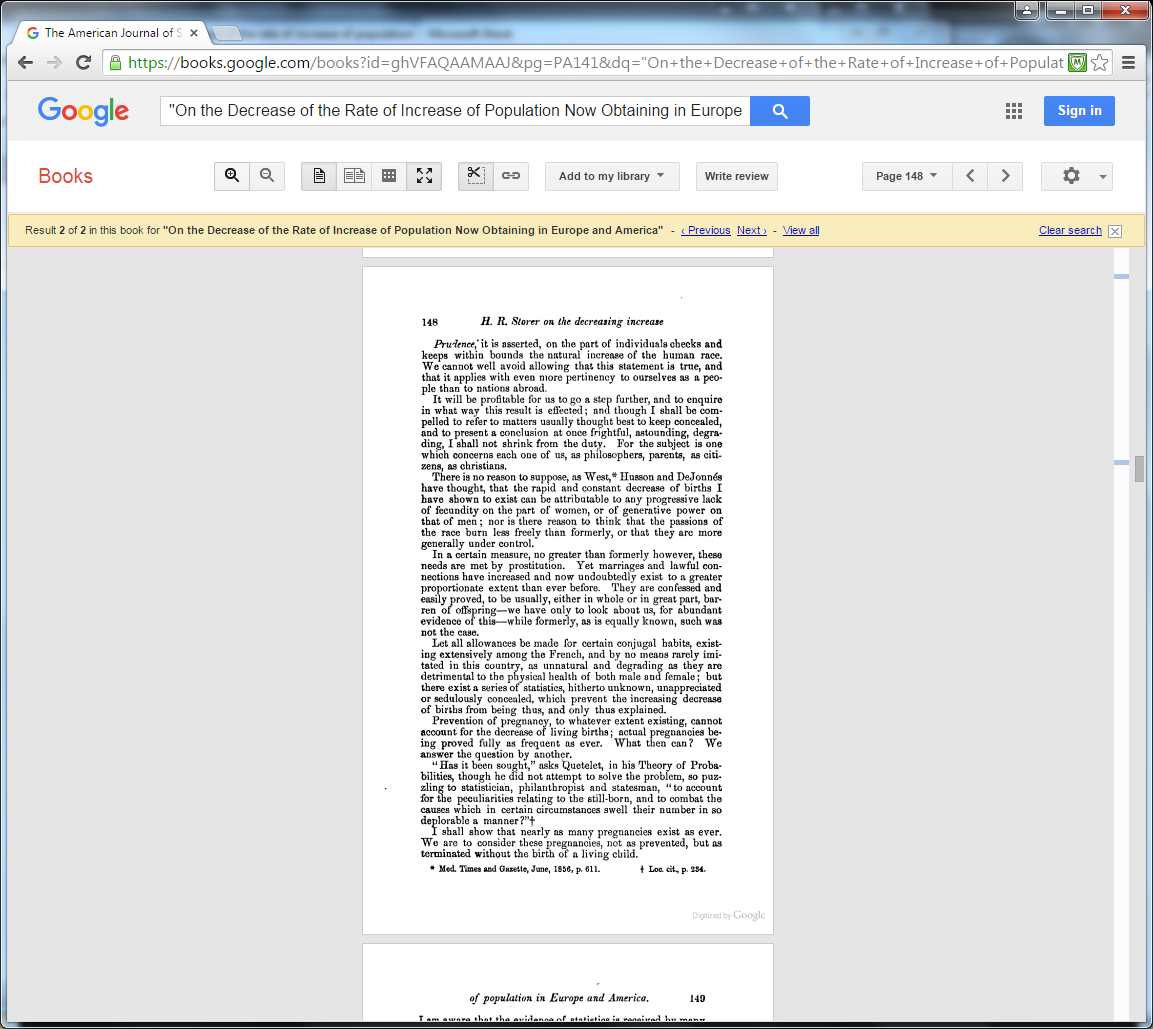 The American Journal of S
https://books.google.com/books?id=ghVFAQAAMAAJ&pg=PA141&dq="On+the+Decrease+of+the+Rate+of+Increase+of+Populat
Google
"On the Decrease of the Rate of Increase of Population Now Obtaining in Europe
Sign in
Books
Add to my library
Write review
Page 148
Result 2 of 2 in this book for "On the Decrease of the Rate of Increase of Population Now Obtaining in Europe and America" - ‹ Previous Next › - View all
Clear search
148 H. R. Storer on the decreasing increase
Prudence, it is asserted, on the part of individuals checks and
keeps within bounds the natural increase of the human race.
We cannot well avoid allowing that this statement is true, and
that it applies with even more pertinency to ourselves as a peo-
ple than to nations abroad.
It will be profitable for us to go a step further, and to enquire
in what way this result is effected; and though I shall be com-
pelled to refer to matters usually thought best to keep concealed,
and to present a conclusion at once frightful, astounding, degra-
ding, I shall not shrink from the duty. For the subject is one
which concerns each one of us, as philosophers, parents, as citi-
zens, as christians.
There is no reason to suppose, as West,* Husson and DeJonnés
have thought, that the rapid and constant decrease of births I
have shown to exist can be attributable to any progressive lack
of fecundity on the part of women, or of generative power on
that of men; nor is there reason to think that the passions of
the race burn less freely than formerly, or that they are more
generally under control.
In a certain measure, no greater than formerly however, these
needs are met by prostitution. Yet marriages and lawful con-
nections have increased and now undoubtedly exist to a greater
proportionate extent than ever before. They are confessed and
easily proved, to be usually, either in whole or in great part, bar-
ren of offspring—we have only to look about us, for abundant
evidence of this—while formerly, as is equally known, such was
not the case.
Let all allowances be made for certain conjugal habits, exist-
ing extensively among the French, and by no means rarely imi-
tated in this country, as unnatural and degrading as they are
detrimental to the physical health of both male and female; but
there exist a series of statistics, hitherto unknown, unappreciated
or sedulously concealed, which prevent the increasing decrease
of births from being thus, and only thus explained.
Prevention of pregnancy, to whatever extent existing, cannot
account for the decrease of living births; actual pregnancies be-
ing proved fully as frequent as ever. What then can? We
answer the question by another.
"Has it been sought," asks Quetelet, in his Theory of Proba-
bilities, though he did not attempt to solve the problem, so puz-
zling to statistician, philanthropist and statesman, "to account
for the peculiarities relating to the still-born, and to combat the
causes which in certain circumstances swell their number in so
deplorable a manner?"†
I shall show that nearly as many pregnancies exist as ever.
We are to consider these pregnancies, not as prevented, but as
terminated without the birth of a living child.
* Med. Times and Gazette, June, 1856, p. 611. † Loc. cit., p. 234.
Digitized by Google
of population in Europe and America. 149
I am aware that the evidence of statistics is received by many